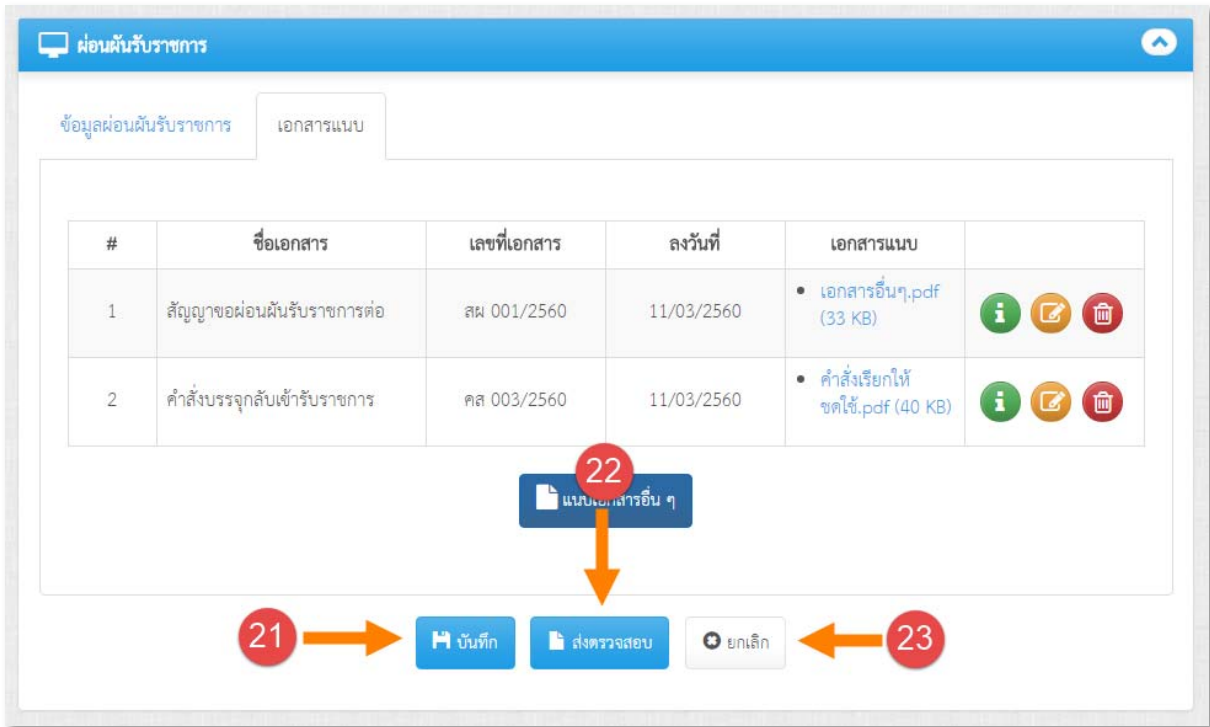 ผ่อนผันรับราชการ
ข้อมูลผ่อนผันรับราชการ เอกสารแนบ
# ชื่อเอกสาร เลขที่เอกสาร ลงวันที่ เอกสารแนบ
1 สัญญาขอผ่อนผันรับราชการต่อ สผ 001/2560 11/03/2560 • เอกสารอื่นๆ.pdf
(33 KB)
2 คำสั่งบรรจุกลับเข้ารับราชการ คส 003/2560 11/03/2560 • คำสั่งเรียกให้
ชดใช้.pdf (40 KB)
22
แนบเอกสารอื่น ๆ
21 บันทึก ส่งตรวจสอบ ยกเลิก 23